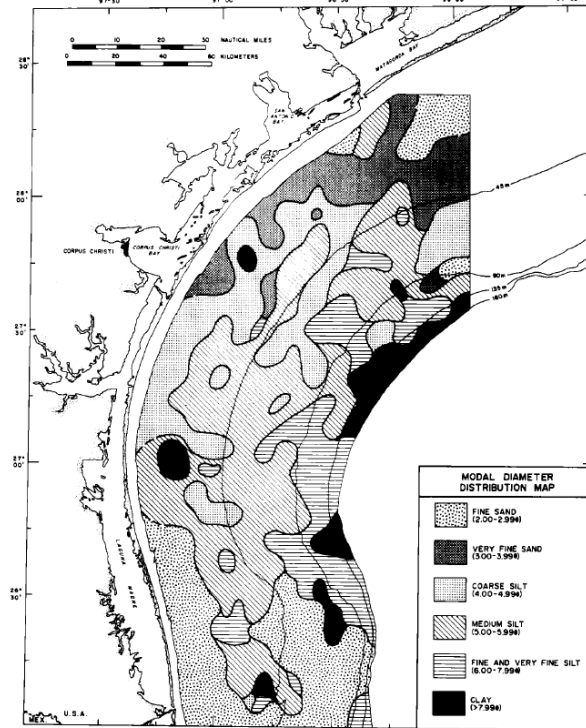 97° 30'
97° 00'
0 10 20 30 NAUTICAL MILES
0 20 40 60 KILOMETERS
MATAGORDA BAY
28° 30'
SAN ANTONIO BAY
28° 00'
45m
CORPUS CHRISTI
CORPUS CHRISTI BAY
90m
135m
180m
27° 30'
27° 00'
LAGUNA MADRE
26° 30'
U.S.A.
MEX.
MODAL DIAMETER
DISTRIBUTION MAP
FINE SAND
(2.00-2.99ϕ)
VERY FINE SAND
(3.00-3.99ϕ)
COARSE SILT
(4.00-4.99ϕ)
MEDIUM SILT
(5.00-5.99ϕ)
FINE AND VERY FINE SILT
(6.00-7.99ϕ)
CLAY
(>7.99ϕ)